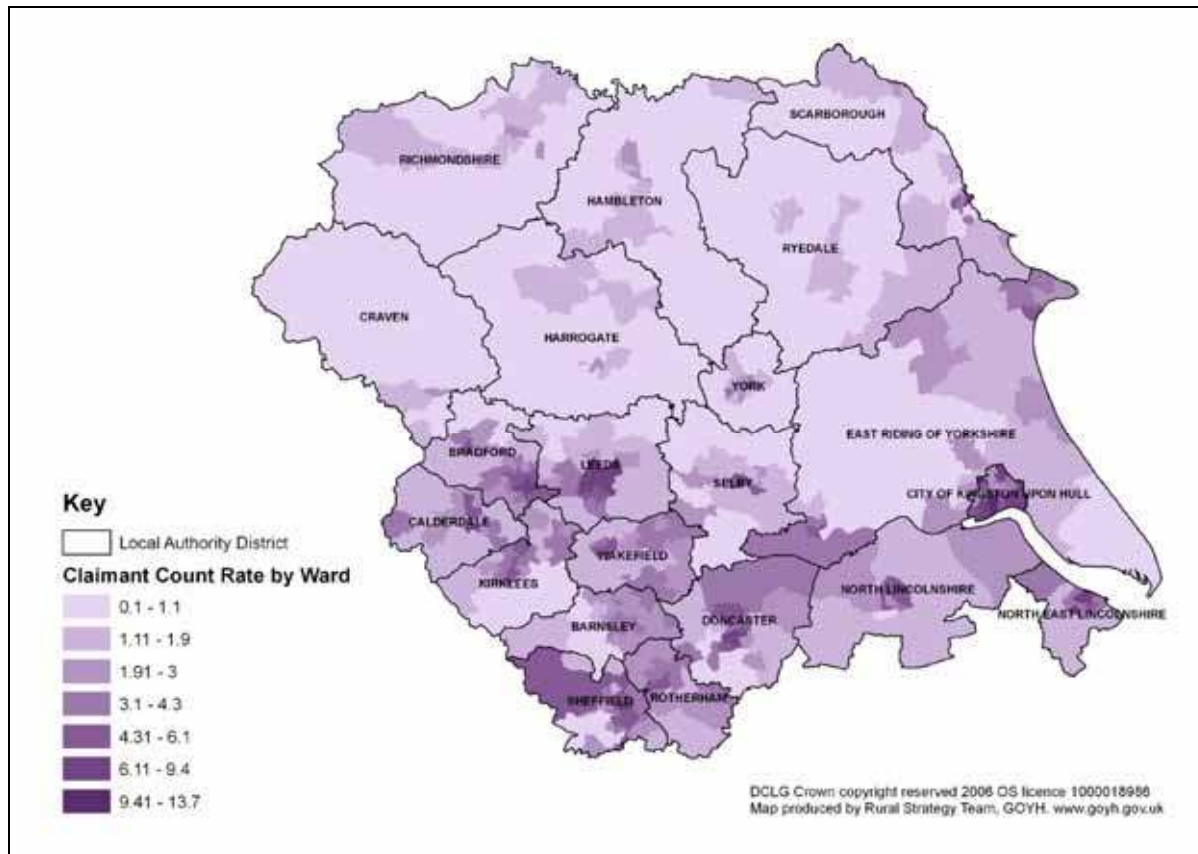 SCARBOROUGH
RICHMONDSHIRE
HAMBLETON
RYEDALE
CRAVEN
HARROGATE
YORK
EAST RIDING OF YORKSHIRE
BRADFORD
LEEDS
SELBY
CITY OF KINGSTON UPON HULL
CALDERDALE
WAKEFIELD
KIRKLEES
NORTH LINCOLNSHIRE
BARNSLEY
DONCASTER
NORTH EAST LINCOLNSHIRE
SHEFFIELD
ROTHERHAM
Key
Local Authority District
Claimant Count Rate by Ward
0.1 - 1.1
1.11 - 1.9
1.91 - 3
3.1 - 4.3
4.31 - 6.1
6.11 - 9.4
9.41 - 13.7
DCLG Crown copyright reserved 2006 OS licence 1000018986
Map produced by Rural Strategy Team, GOYH. www.goyh.gov.uk